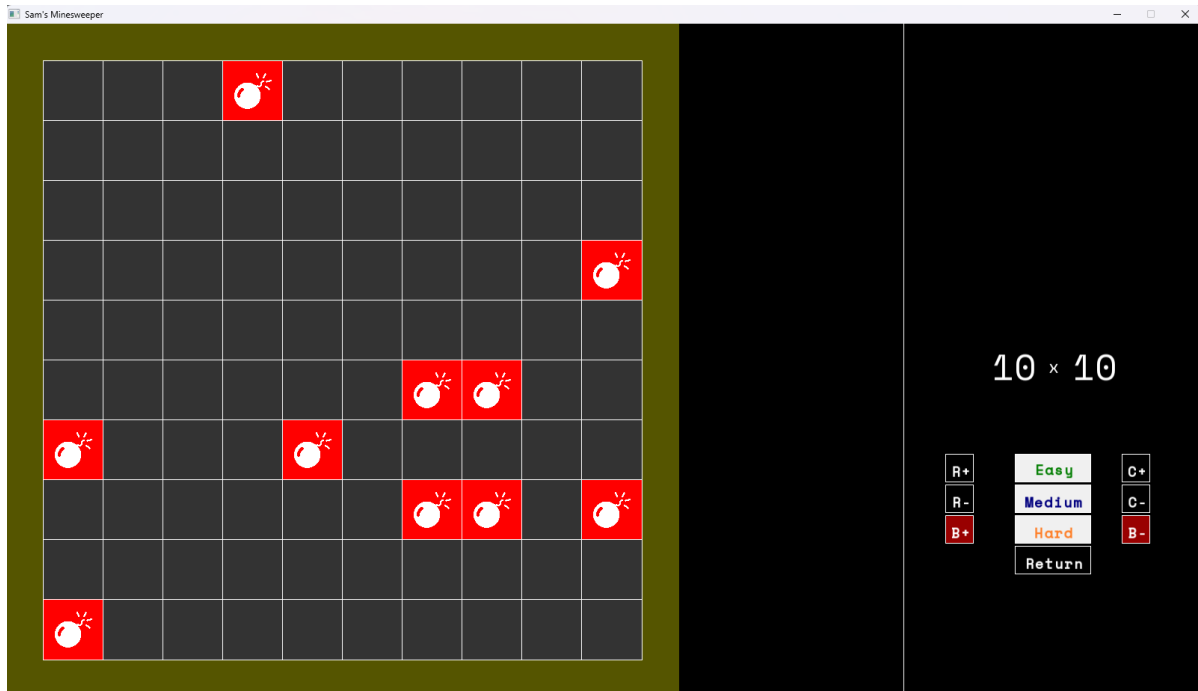 Sam's Minesweeper
10 x 10
R+ Easy C+
R- Medium C-
B+ Hard B-
Return